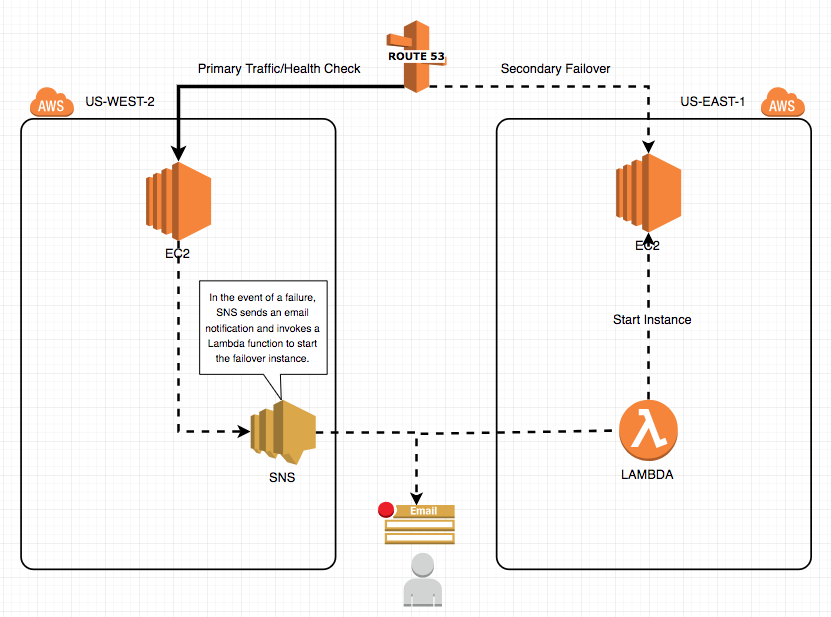 ROUTE 53
Primary Traffic/Health Check
Secondary Failover
AWS
US-WEST-2
US-EAST-1
AWS
EC2
EC2
In the event of a failure,
SNS sends an email
notification and invokes a
Lambda function to start
the failover instance.
Start Instance
SNS
LAMBDA
Email